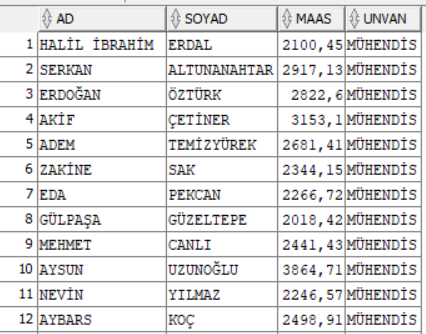 AD SOYAD MAAS UNVAN
1 HALİL İBRAHİM ERDAL 2100,45 MÜHENDİS
2 SERKAN ALTUNANAHTAR 2917,13 MÜHENDİS
3 ERDOĞAN ÖZTÜRK 2822,6 MÜHENDİS
4 AKİF ÇETİNER 3153,1 MÜHENDİS
5 ADEM TEMİZYÜREK 2681,41 MÜHENDİS
6 ZAKİNE SAK 2344,15 MÜHENDİS
7 EDA PEKCAN 2266,72 MÜHENDİS
8 GÜLPAŞA GÜZELTEPE 2018,42 MÜHENDİS
9 MEHMET CANLI 2441,43 MÜHENDİS
10 AYSUN UZUNOĞLU 3864,71 MÜHENDİS
11 NEVİN YILMAZ 2246,57 MÜHENDİS
12 AYBARS KOÇ 2498,91 MÜHENDİS